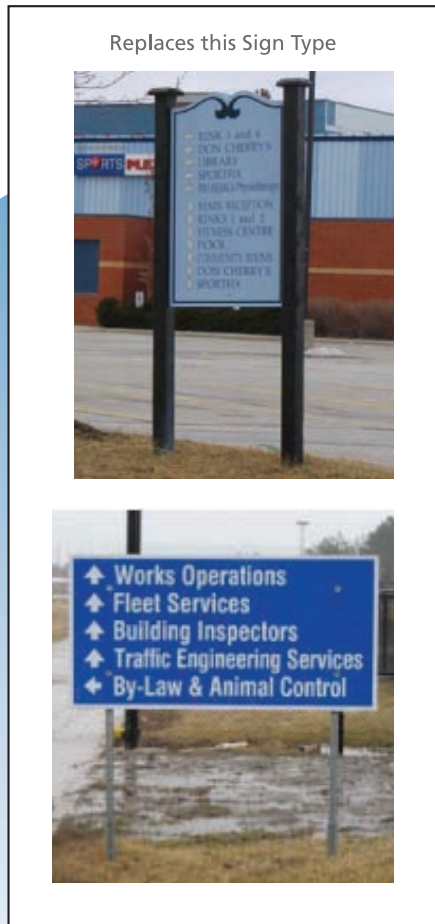 Replaces this Sign Type
SPORTS
RINK 3 and 4
DON CHERRY'S
LIBRARY
SPORTFIX
MAIN RECEPTION
RINKS 1 and 2
FITNESS CENTRE
POOL
COMMUNITY ROOMS
DON CHERRY'S
SPORTFIX
Works Operations
Fleet Services
Building Inspectors
Traffic Engineering Services
By-Law & Animal Control